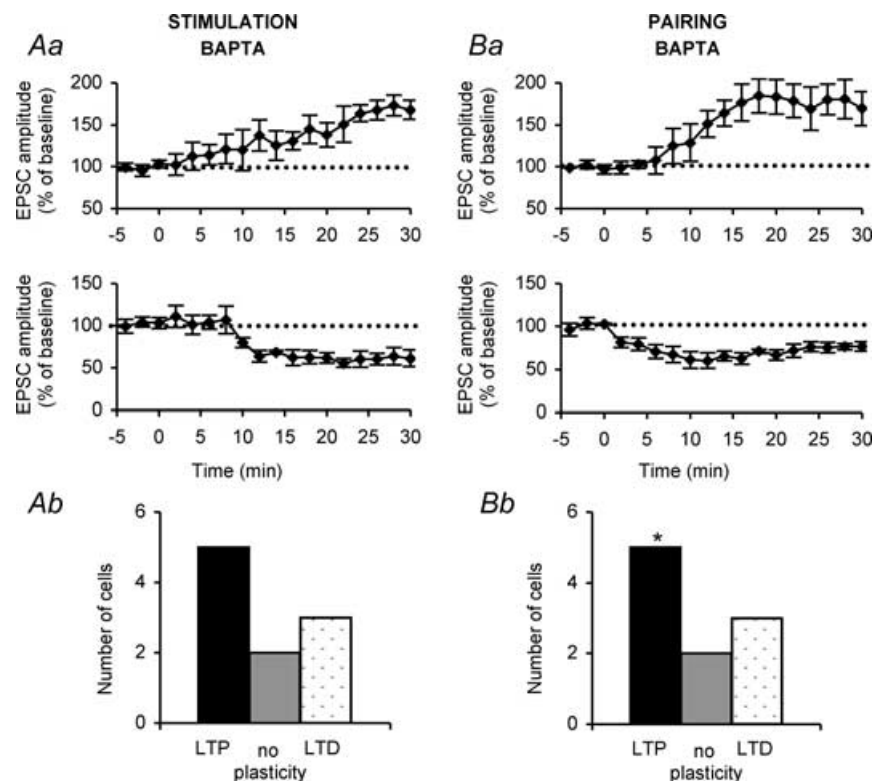 STIMULATION
BAPTA
PAIRING
BAPTA
Aa
200
150
100
50
EPSC amplitude
(% of baseline)
-5 0 5 10 15 20 25 30
150
100
50
0
EPSC amplitude
(% of baseline)
-5 0 5 10 15 20 25 30
Time (min)
Ba
200
150
100
50
EPSC amplitude
(% of baseline)
-5 0 5 10 15 20 25 30
150
100
50
0
EPSC amplitude
(% of baseline)
-5 0 5 10 15 20 25 30
Time (min)
Ab
6
4
2
0
Number of cells
LTP no LTD
plasticity
Bb
6
4
2
0
Number of cells
*
LTP no LTD
plasticity